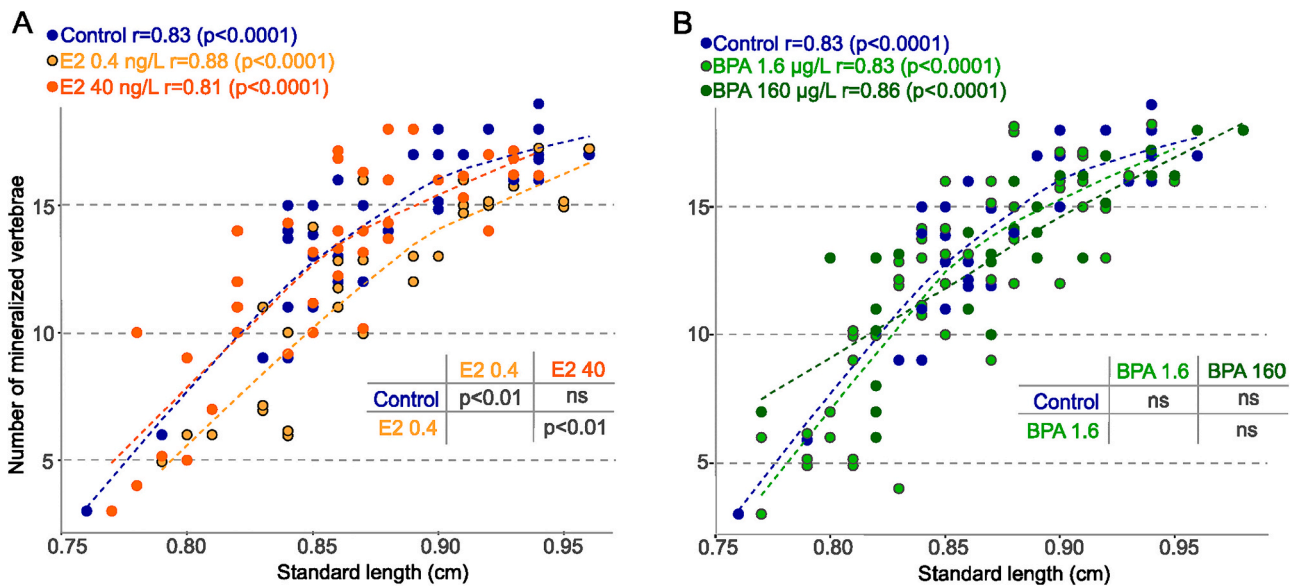 A
Control r=0.83 (p<0.0001)
E2 0.4 ng/L r=0.88 (p<0.0001)
E2 40 ng/L r=0.81 (p<0.0001)
Number of mineralized vertebrae
15
10
5
E2 0.4 E2 40
Control p<0.01 ns
E2 0.4 p<0.01
0.75 0.80 0.85 0.90 0.95
Standard length (cm)
B
Control r=0.83 (p<0.0001)
BPA 1.6 µg/L r=0.83 (p<0.0001)
BPA 160 µg/L r=0.86 (p<0.0001)
15
10
5
BPA 1.6 BPA 160
Control ns ns
BPA 1.6 ns
0.75 0.80 0.85 0.90 0.95
Standard length (cm)